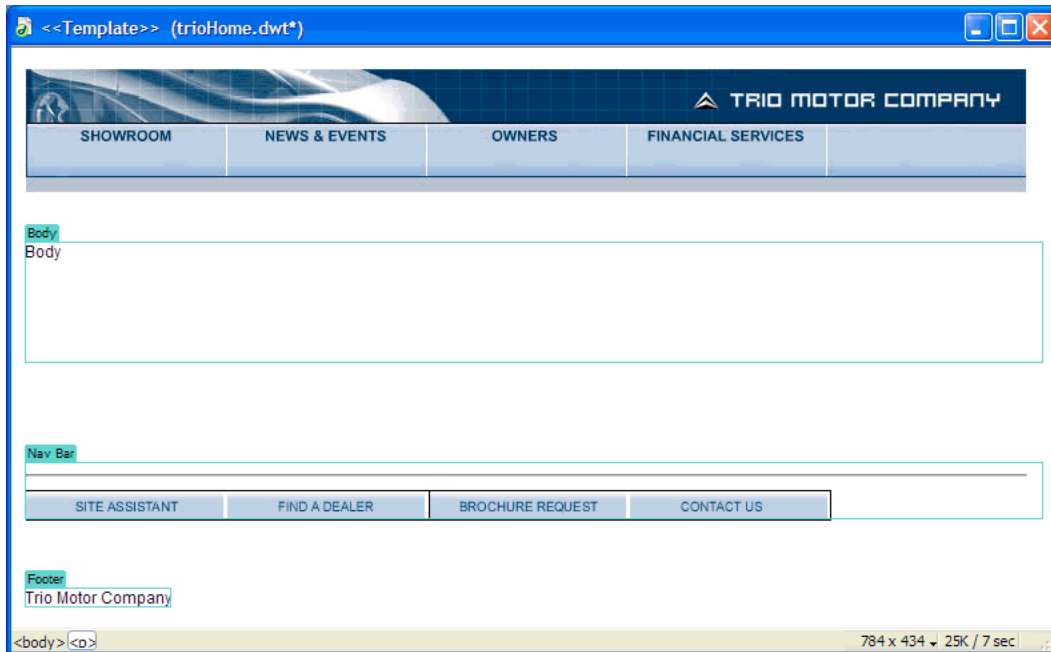 <<Template>> (trioHome.dwt*)
TRIO MOTOR COMPANY
SHOWROOM NEWS & EVENTS OWNERS FINANCIAL SERVICES
Body
Body
Nav Bar
SITE ASSISTANT FIND A DEALER BROCHURE REQUEST CONTACT US
Footer
Trio Motor Company
<body> <p> 784 x 434 25K / 7 sec